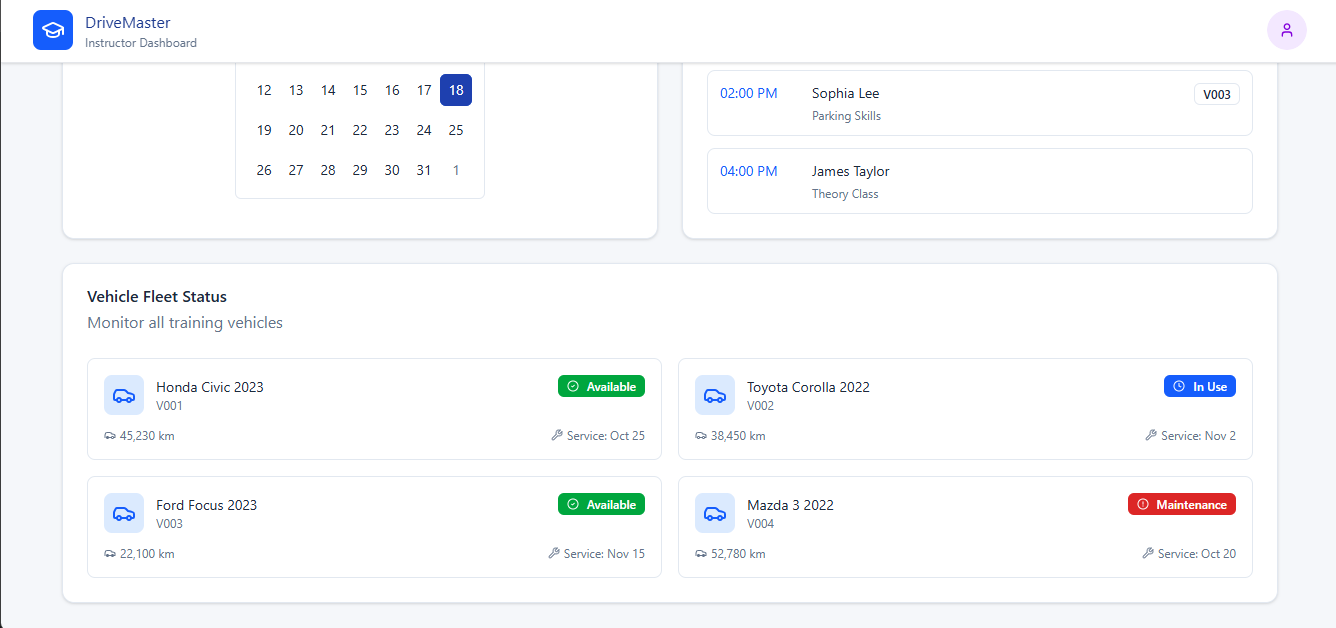 DriveMaster
Instructor Dashboard
12 13 14 15 16 17 18
19 20 21 22 23 24 25
26 27 28 29 30 31 1
02:00 PM Sophia Lee V003
Parking Skills
04:00 PM James Taylor
Theory Class
Vehicle Fleet Status
Monitor all training vehicles
Honda Civic 2023 Available
V001
45,230 km Service: Oct 25
Toyota Corolla 2022 In Use
V002
38,450 km Service: Nov 2
Ford Focus 2023 Available
V003
22,100 km Service: Nov 15
Mazda 3 2022 Maintenance
V004
52,780 km Service: Oct 20